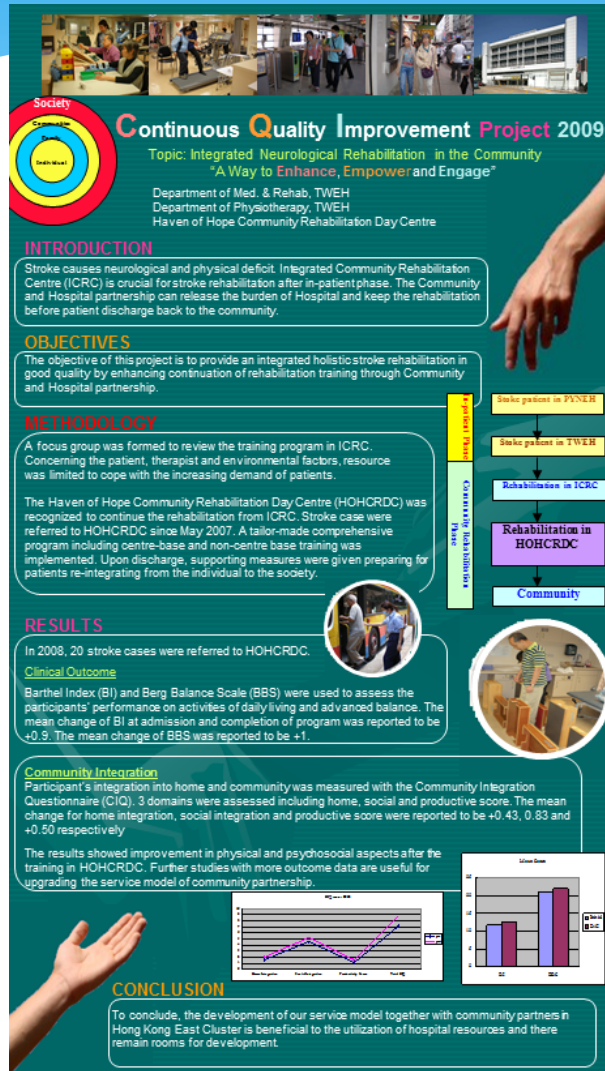 Society
Communities
Family
Individual
Continuous Quality Improvement Project 2009
Topic: Integrated Neurological Rehabilitation in the Community
"A Way to Enhance, Empower and Engage"
Department of Med. & Rehab, TWEH
Department of Physiotherapy, TWEH
Haven of Hope Community Rehabilitation Day Centre
INTRODUCTION
Stroke causes neurological and physical deficit. Integrated Community Rehabilitation
Centre (ICRC) is crucial for stroke rehabilitation after in-patient phase. The Community
and Hospital partnership can release the burden of Hospital and keep the rehabilitation
before patient discharge back to the community.
OBJECTIVES
The objective of this project is to provide an integrated holistic stroke rehabilitation in
good quality by enhancing continuation of rehabilitation training through Community
and Hospital partnership.
METHODOLOGY
A focus group was formed to review the training program in ICRC.
Concerning the patient, therapist and environmental factors, resource
was limited to cope with the increasing demand of patients.
The Haven of Hope Community Rehabilitation Day Centre (HOHCRDC) was
recognized to continue the rehabilitation from ICRC. Stroke case were
referred to HOHCRDC since May 2007. A tailor-made comprehensive
program including centre-base and non-centre base training was
implemented. Upon discharge, supporting measures were given preparing for
patients re-integrating from the individual to the society.
In-patient Phase
Community Rehabilitation
Phase
Stoke patient in PYNEH
Stoke patient in TWEH
Rehabilitation in ICRC
Rehabilitation in
HOHCRDC
Community
RESULTS
In 2008, 20 stroke cases were referred to HOHCRDC.
Clinical Outcome
Barthel Index (BI) and Berg Balance Scale (BBS) were used to assess the
participants' performance on activities of daily living and advanced balance. The
mean change of BI at admission and completion of program was reported to be
+0.9. The mean change of BBS was reported to be +1.
Community Integration
Participant's integration into home and community was measured with the Community Integration
Questionnaire (CIQ). 3 domains were assessed including home, social and productive score. The mean
change for home integration, social integration and productive score were reported to be +0.43, 0.83 and
+0.50 respectively
The results showed improvement in physical and psychosocial aspects after the
training in HOHCRDC. Further studies with more outcome data are useful for
upgrading the service model of community partnership.
CONCLUSION
To conclude, the development of our service model together with community partners in
Hong Kong East Cluster is beneficial to the utilization of hospital resources and there
remain rooms for development.